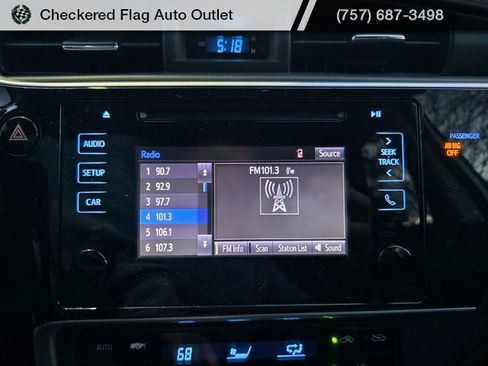 Checkered Flag Auto Outlet
(757) 687-3498
5:18
AUDIO
SETUP
CAR
Radio
Source
1 90.7
2 92.9
3 97.7
4 101.3
5 106.1
6 107.3
FM101.3
FM Info
Scan
Station List
Sound
SEEK
TRACK
PASSENGER
AIR BAG
OFF
AUTO
68